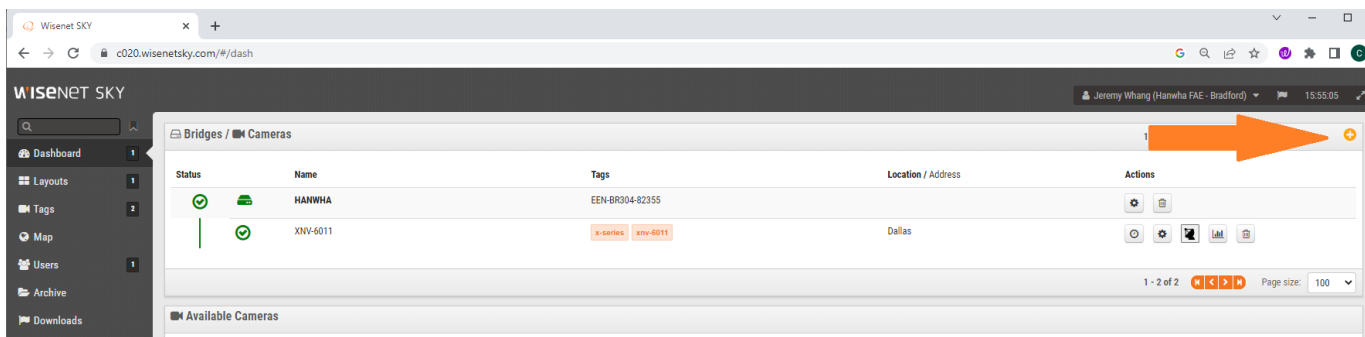 Wisenet SKY
c020.wisenetsky.com/#/dash
WISENET SKY
Jeremy Whang (Hanwha FAE - Bradford) 15:55:05
Bridges / Cameras 1
Dashboard 1
Layouts 1
Tags 2
Map
Users 1
Archive
Downloads
Status Name Tags Location / Address Actions
HANWHA EEN-BR304-82355
XNV-6011 x-series xnv-6011 Dallas
1 - 2 of 2 Page size: 100
Available Cameras